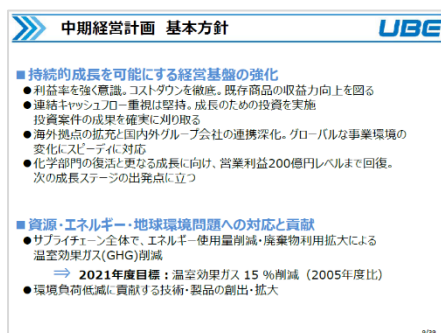 中期経営計画 基本方針
UBE
■持続的成長を可能にする経営基盤の強化
●利益率を強く意識。コストダウンを徹底。既存商品の収益力向上を図る
●連結キャッシュフロー重視は堅持。成長のための投資を実施
投資案件の成果を確実に刈り取る
●海外拠点の拡充と国内外グループ会社の連携深化。グローバルな事業環境の
変化にスピーディに対応
●化学部門の復活と更なる成長に向け、営業利益200億円レベルまで回復。
次の成長ステージの出発点に立つ
■資源・エネルギー・地球環境問題への対応と貢献
●サプライチェーン全体で、エネルギー使用量削減・廃棄物利用拡大による
温室効果ガス(GHG)削減
⇒ 2021年度目標：温室効果ガス 15 %削減（2005年度比）
●環境負荷低減に貢献する技術・製品の創出・拡大